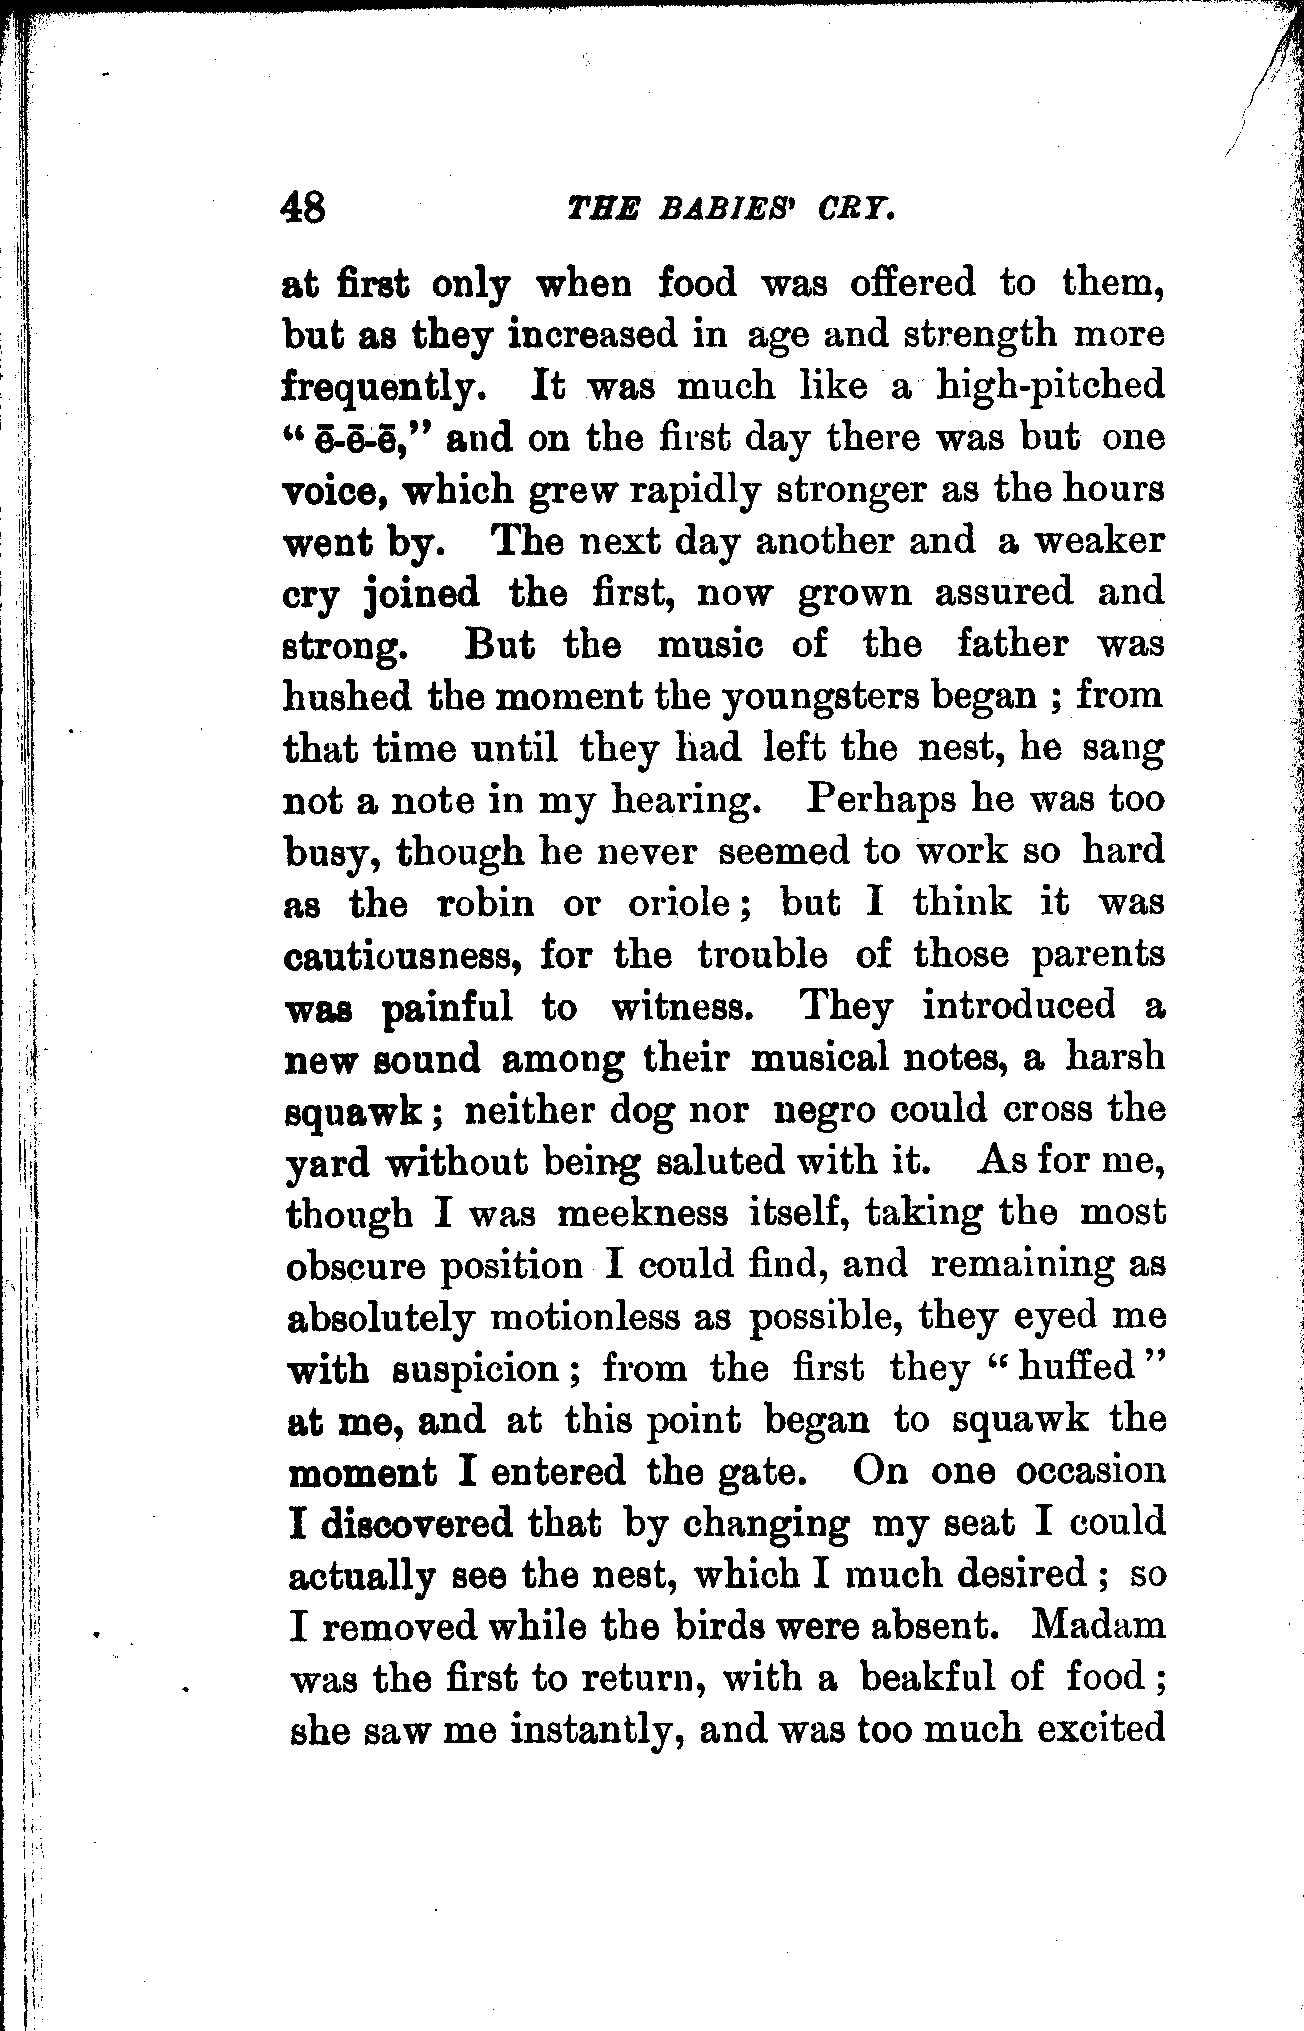 48 THE BABIES' CRY.
at first only when food was offered to them,
but as they increased in age and strength more
frequently. It was much like a high-pitched
“ ē-ē-ē,” and on the first day there was but one
voice, which grew rapidly stronger as the hours
went by. The next day another and a weaker
cry joined the first, now grown assured and
strong. But the music of the father was
hushed the moment the youngsters began ; from
that time until they had left the nest, he sang
not a note in my hearing. Perhaps he was too
busy, though he never seemed to work so hard
as the robin or oriole ; but I think it was
cautiousness, for the trouble of those parents
was painful to witness. They introduced a
new sound among their musical notes, a harsh
squawk ; neither dog nor negro could cross the
yard without being saluted with it. As for me,
though I was meekness itself, taking the most
obscure position I could find, and remaining as
absolutely motionless as possible, they eyed me
with suspicion ; from the first they “ huffed ”
at me, and at this point began to squawk the
moment I entered the gate. On one occasion
I discovered that by changing my seat I could
actually see the nest, which I much desired ; so
I removed while the birds were absent. Madam
was the first to return, with a beakful of food ;
she saw me instantly, and was too much excited